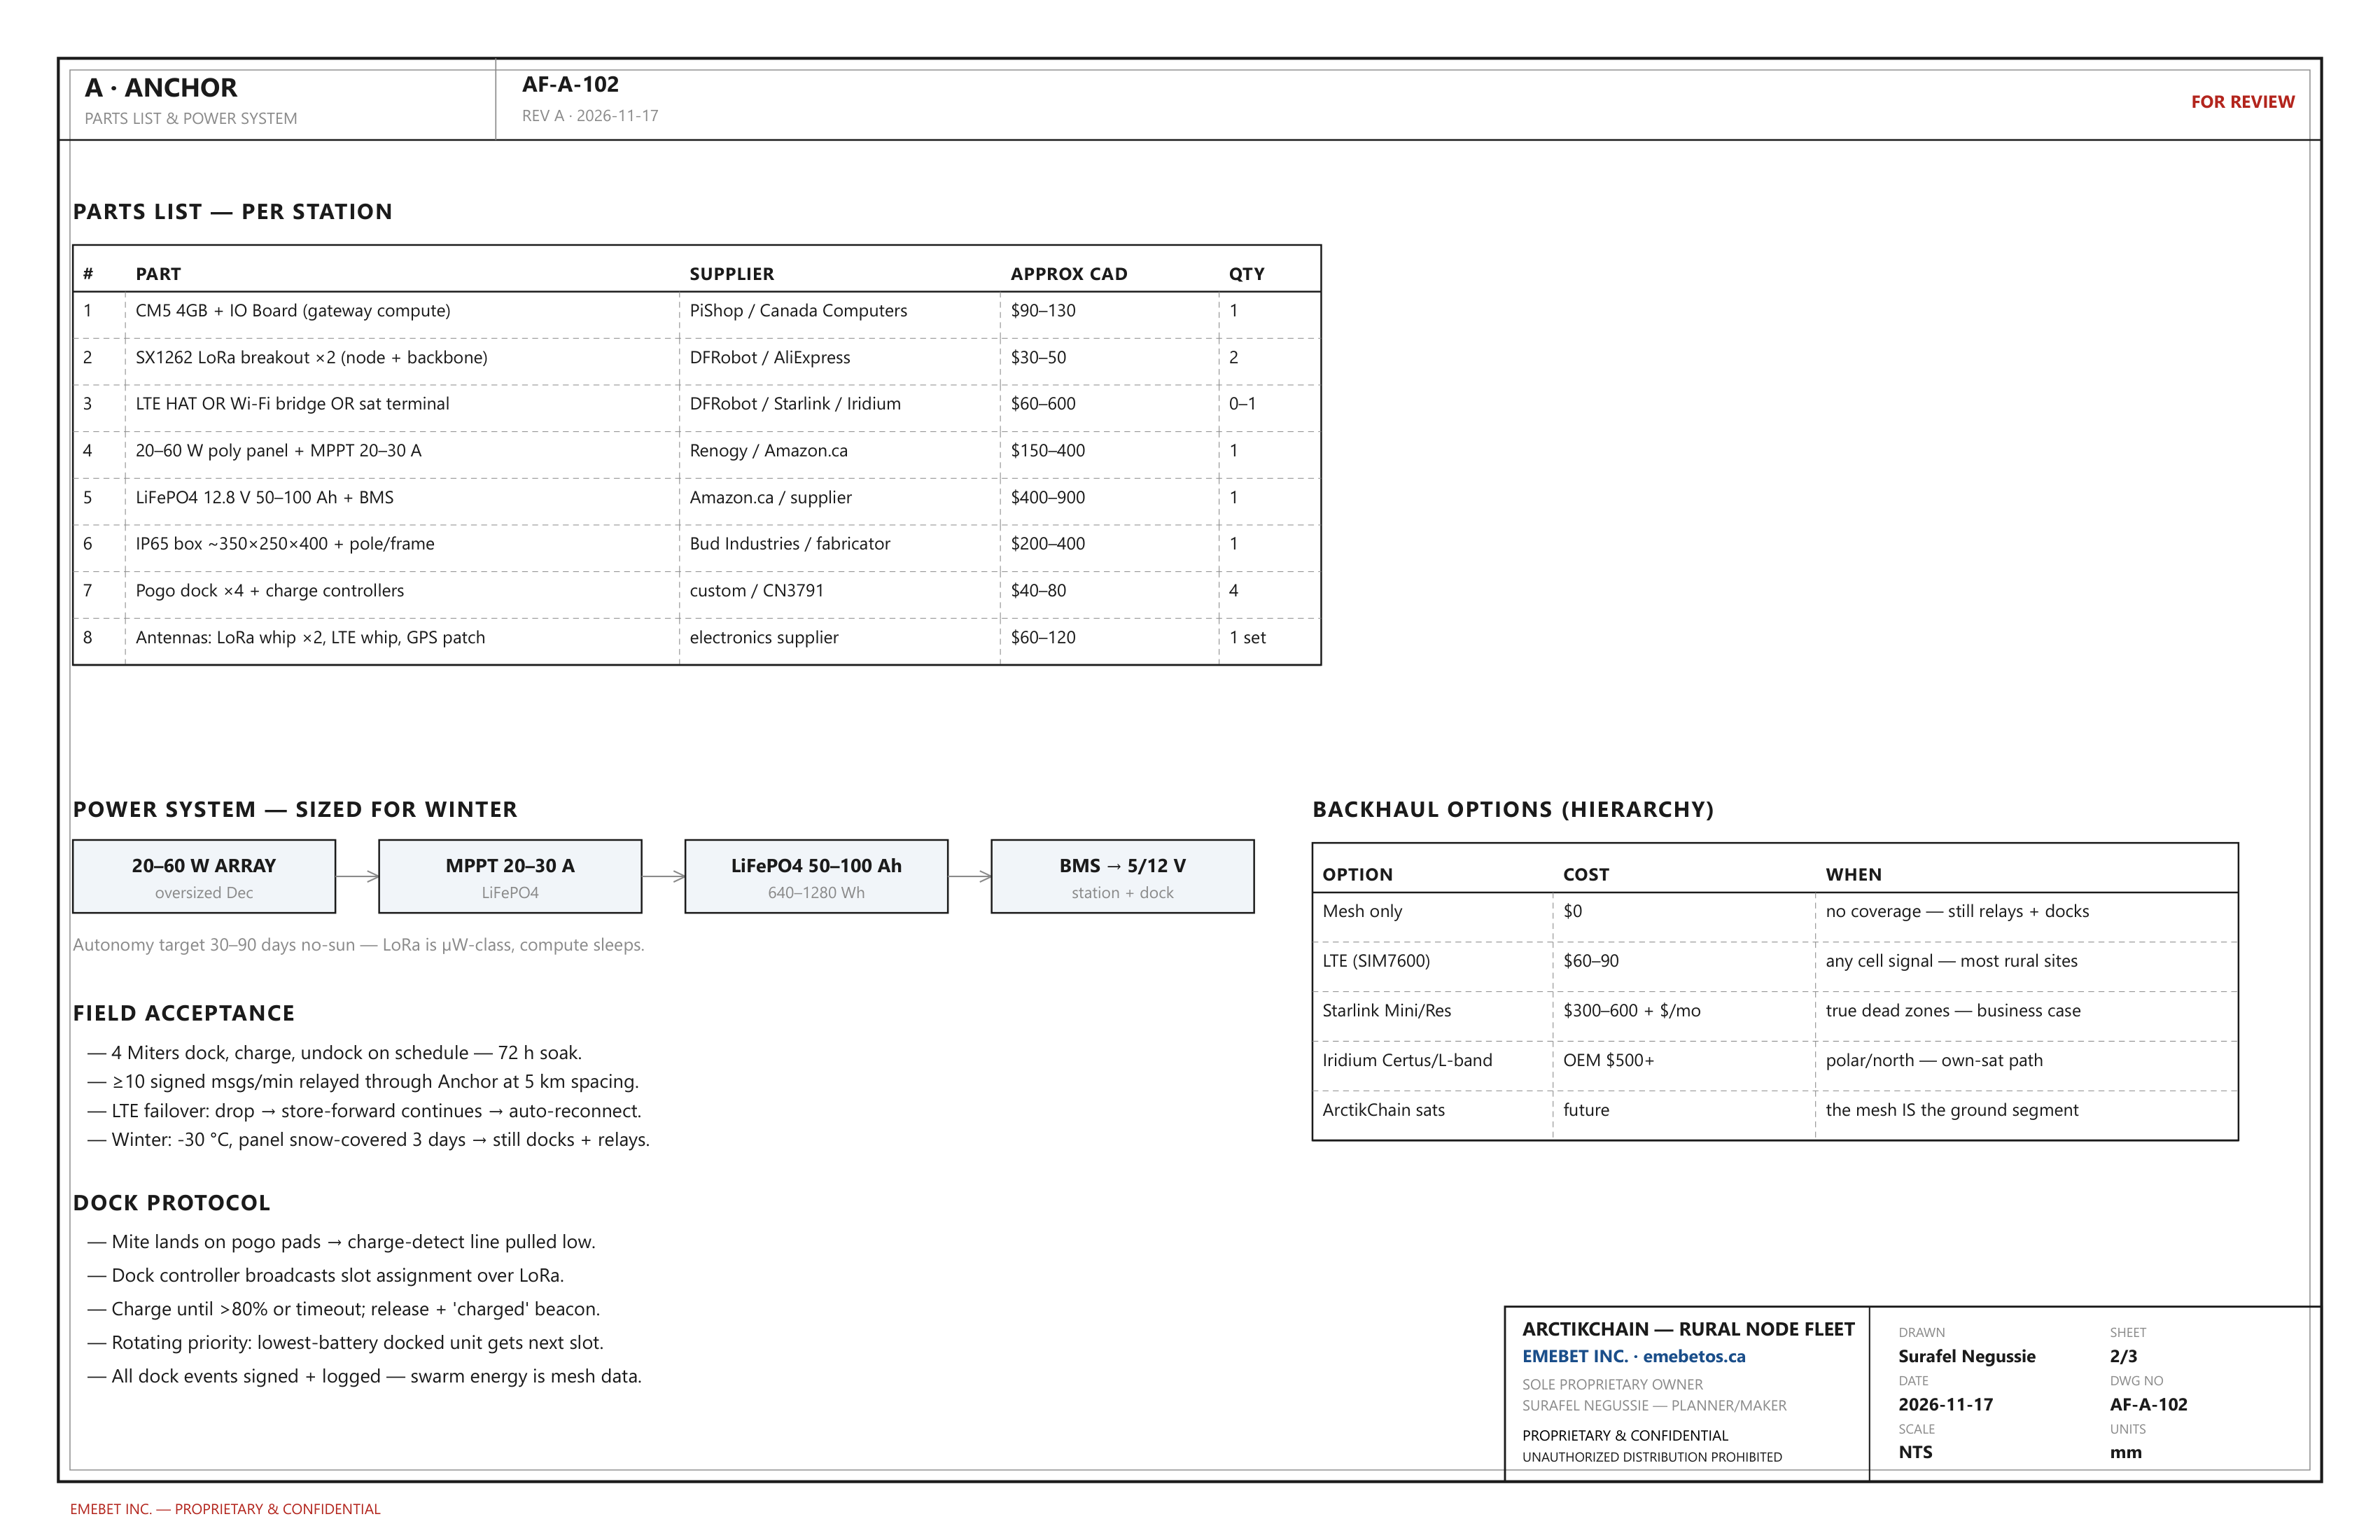 A · ANCHOR
PARTS LIST & POWER SYSTEM
AF-A-102
REV A · 2026-11-17
FOR REVIEW
PARTS LIST — PER STATION
# PART SUPPLIER APPROX CAD QTY
1 CM5 4GB + IO Board (gateway compute) PiShop / Canada Computers $90–130 1
2 SX1262 LoRa breakout ×2 (node + backbone) DFRobot / AliExpress $30–50 2
3 LTE HAT OR Wi-Fi bridge OR sat terminal DFRobot / Starlink / Iridium $60–600 0–1
4 20–60 W poly panel + MPPT 20–30 A Renogy / Amazon.ca $150–400 1
5 LiFePO4 12.8 V 50–100 Ah + BMS Amazon.ca / supplier $400–900 1
6 IP65 box ~350×250×400 + pole/frame Bud Industries / fabricator $200–400 1
7 Pogo dock ×4 + charge controllers custom / CN3791 $40–80 4
8 Antennas: LoRa whip ×2, LTE whip, GPS patch electronics supplier $60–120 1 set
POWER SYSTEM — SIZED FOR WINTER
20–60 W ARRAY
oversized Dec
MPPT 20–30 A
LiFePO4
LiFePO4 50–100 Ah
640–1280 Wh
BMS → 5/12 V
station + dock
Autonomy target 30–90 days no-sun — LoRa is µW-class, compute sleeps.
BACKHAUL OPTIONS (HIERARCHY)
OPTION COST WHEN
Mesh only $0 no coverage — still relays + docks
LTE (SIM7600) $60–90 any cell signal — most rural sites
Starlink Mini/Res $300–600 + $/mo true dead zones — business case
Iridium Certus/L-band OEM $500+ polar/north — own-sat path
ArctikChain sats future the mesh IS the ground segment
FIELD ACCEPTANCE
— 4 Miters dock, charge, undock on schedule — 72 h soak.
— ≥10 signed msgs/min relayed through Anchor at 5 km spacing.
— LTE failover: drop → store-forward continues → auto-reconnect.
— Winter: -30 °C, panel snow-covered 3 days → still docks + relays.
DOCK PROTOCOL
— Mite lands on pogo pads → charge-detect line pulled low.
— Dock controller broadcasts slot assignment over LoRa.
— Charge until >80% or timeout; release + 'charged' beacon.
— Rotating priority: lowest-battery docked unit gets next slot.
— All dock events signed + logged — swarm energy is mesh data.
ARCTIKCHAIN — RURAL NODE FLEET
EMEBET INC. · emebetos.ca
SOLE PROPRIETARY OWNER
SURAFEL NEGUSSIE — PLANNER/MAKER
PROPRIETARY & CONFIDENTIAL
UNAUTHORIZED DISTRIBUTION PROHIBITED
DRAWN SHEET
Surafel Negussie 2/3
DATE DWG NO
2026-11-17 AF-A-102
SCALE UNITS
NTS mm
EMEBET INC. — PROPRIETARY & CONFIDENTIAL